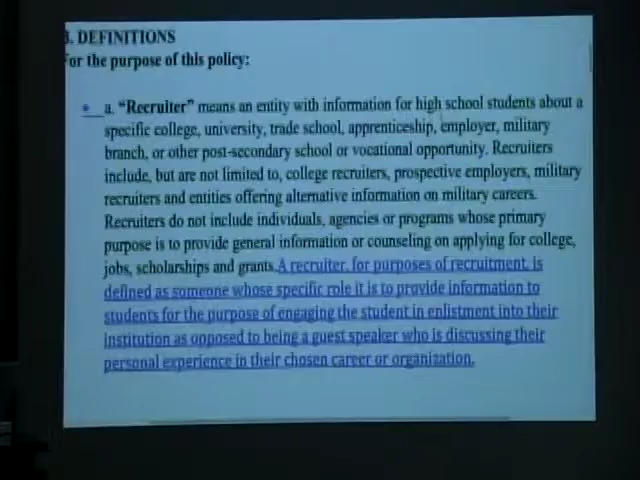 3. DEFINITIONS
For the purpose of this policy:
a. “Recruiter” means an entity with information for high school students about a
specific college, university, trade school, apprenticeship, employer, military
branch, or other post-secondary school or vocational opportunity. Recruiters
include, but are not limited to, college recruiters, prospective employers, military
recruiters and entities offering alternative information on military careers.
Recruiters do not include individuals, agencies or programs whose primary
purpose is to provide general information or counseling on applying for college,
jobs, scholarships and grants.A recruiter, for purposes of recruitment, is
defined as someone whose specific role it is to provide information to
students for the purpose of engaging the student in enlistment into their
institution as opposed to being a guest speaker who is discussing their
personal experience in their chosen career or organization.